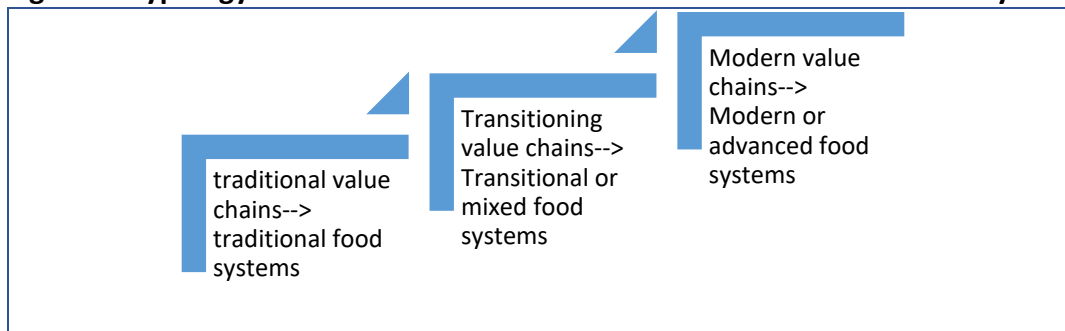 traditional value
chains-->
traditional food
systems
Transitioning
value chains-->
Transitional or
mixed food
systems
Modern value
chains-->
Modern or
advanced food
systems